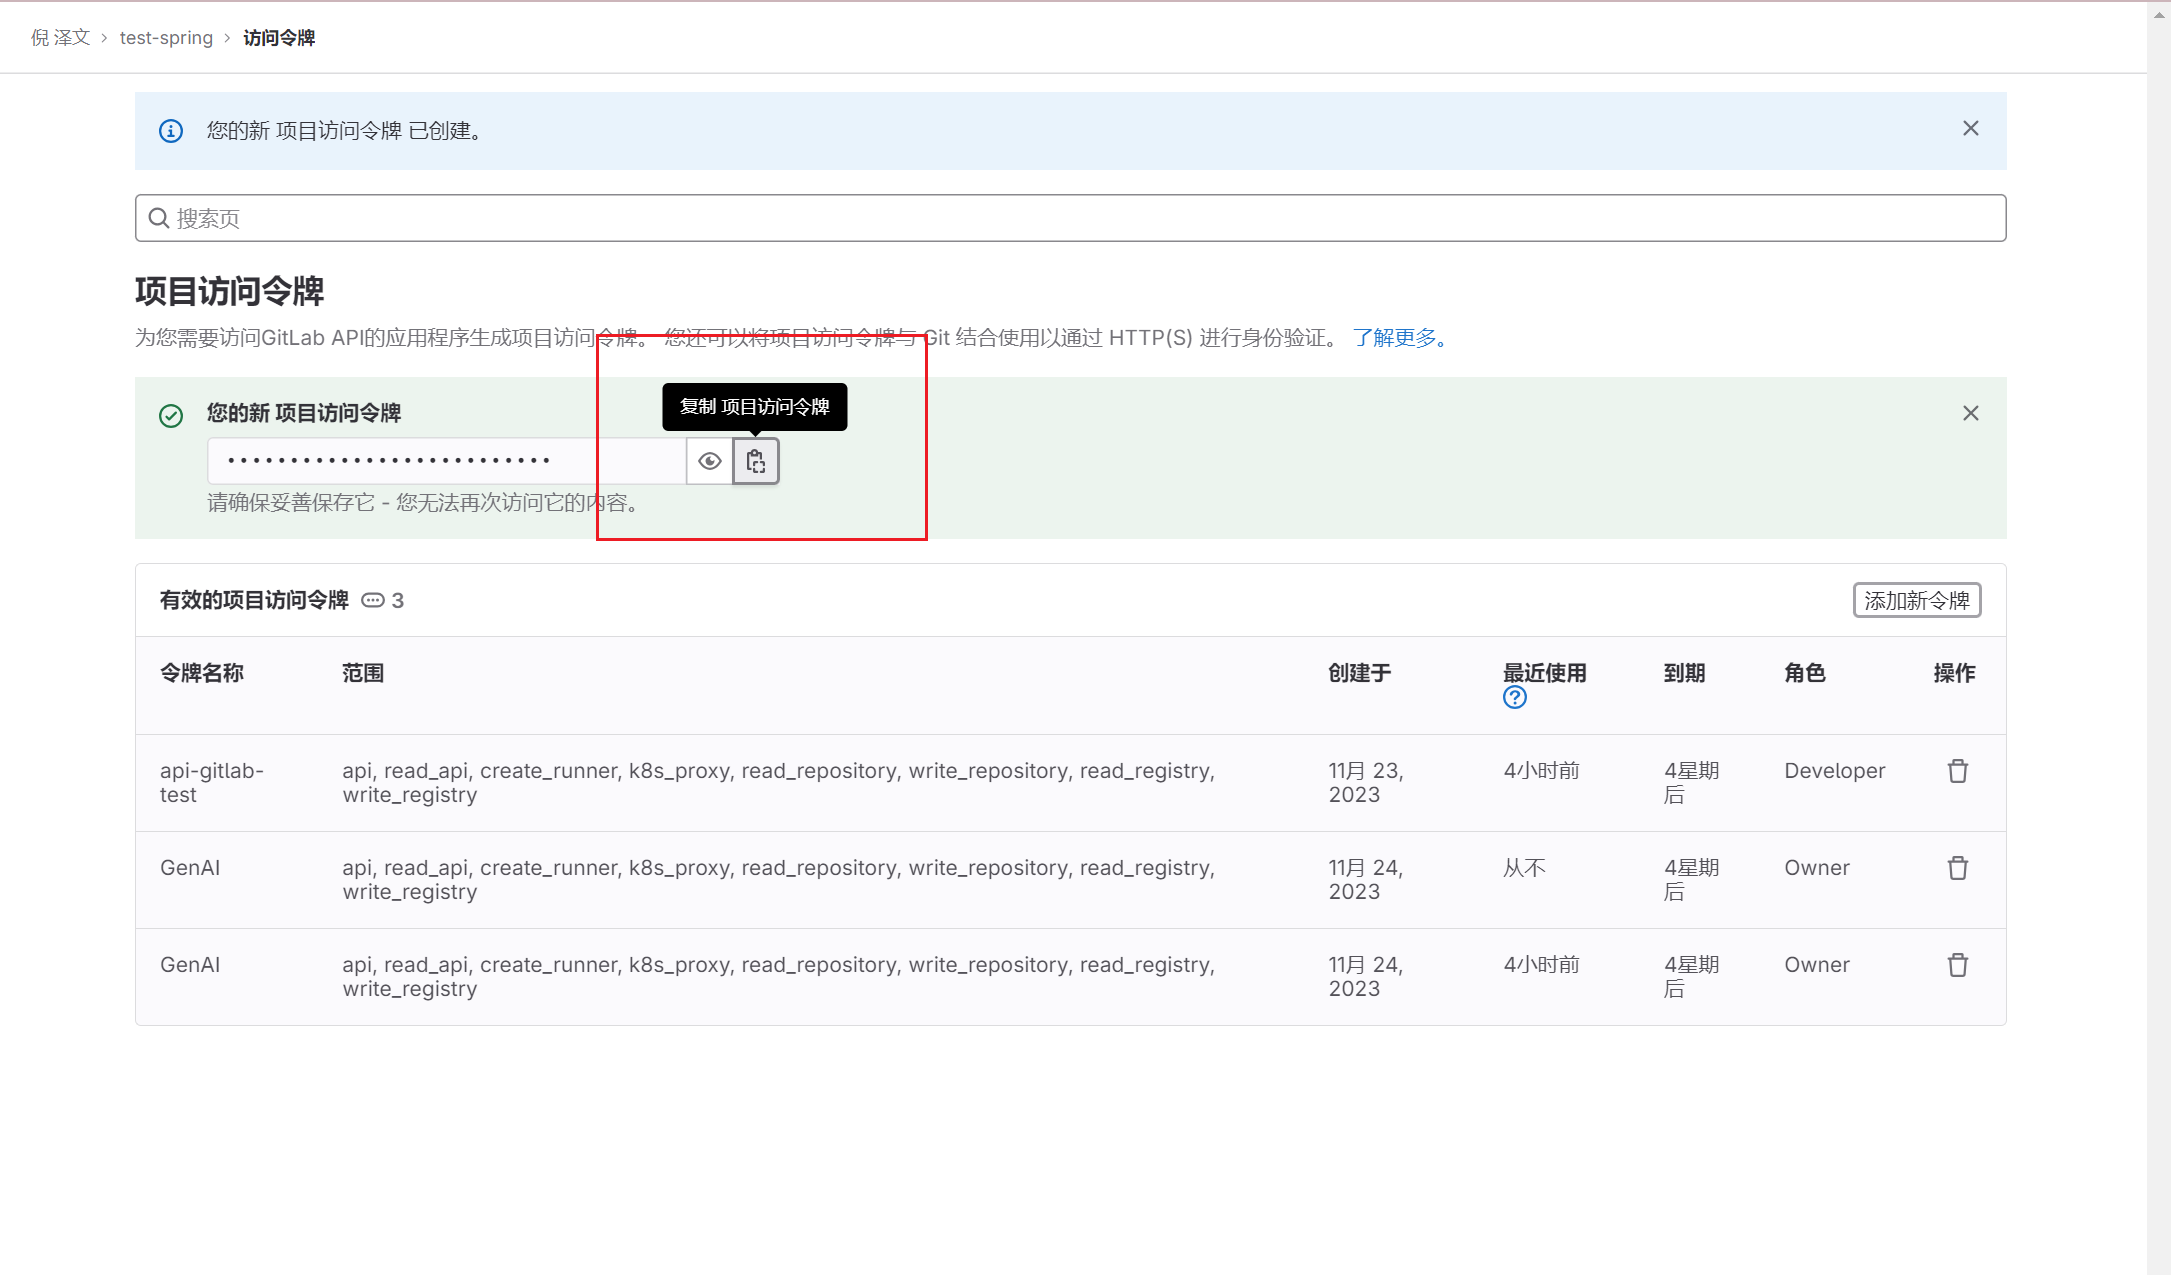 倪 泽文 › test-spring › 访问令牌
您的新 项目访问令牌 已创建。
搜索页
项目访问令牌
为您需要访问GitLab API的应用程序生成项目访问令牌。 您还可以将项目访问令牌与 Git 结合使用以通过 HTTP(S) 进行身份验证。 了解更多。
复制 项目访问令牌
您的新 项目访问令牌
••••••••••••••••••••••••••
请确保妥善保存它 - 您无法再次访问它的内容。
有效的项目访问令牌 3
添加新令牌
令牌名称 范围 创建于 最近使用 到期 角色 操作
api-gitlab- api, read_api, create_runner, k8s_proxy, read_repository, write_repository, read_registry, 11月 23, 4小时前 4星期 Developer
test write_registry 2023 后
GenAI api, read_api, create_runner, k8s_proxy, read_repository, write_repository, read_registry, 11月 24, 从不 4星期 Owner
write_registry 2023 后
GenAI api, read_api, create_runner, k8s_proxy, read_repository, write_repository, read_registry, 11月 24, 4小时前 4星期 Owner
write_registry 2023 后